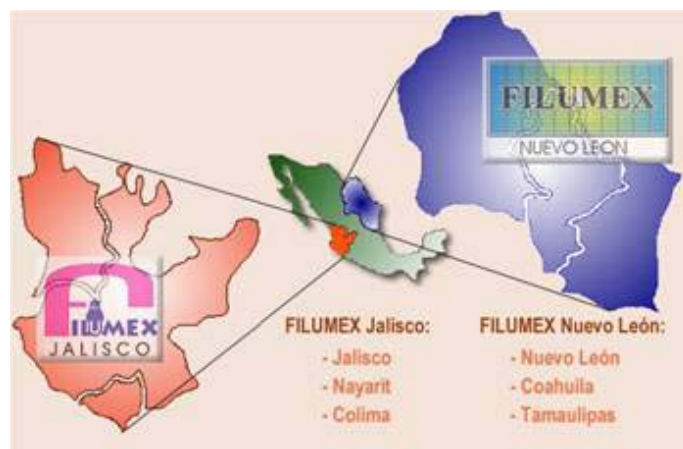 FILUMEX
NUEVO LEON
FILUMEX
JALISCO
FILUMEX Jalisco:
- Jalisco
- Nayarit
- Colima
FILUMEX Nuevo León:
- Nuevo León
- Coahuila
- Tamaulipas